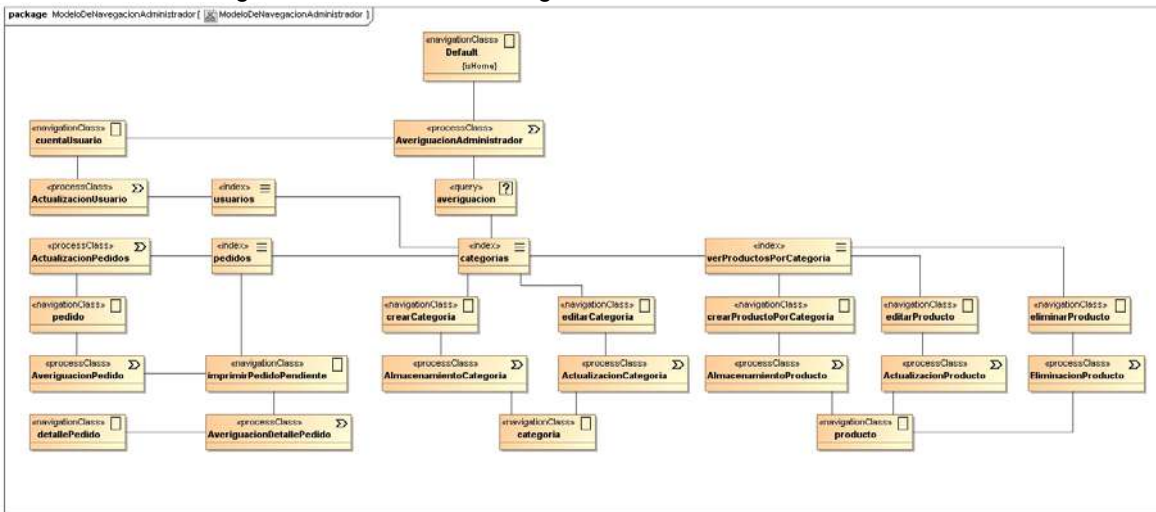 package ModeloDeNavegacionAdministrador [ ModeloDeNavegacionAdministrador ]
«navigationClass»
Default
{isHome}
«navigationClass»
cuentaUsuario
«processClass»
AveriguacionAdministrador
«processClass»
ActualizacionUsuario
«index»
usuarios
«query»
averiguacion
«processClass»
ActualizacionPedidos
«index»
pedidos
«index»
categorias
«index»
verProductosPorCategoria
«navigationClass»
pedido
«navigationClass»
crearCategoria
«navigationClass»
editarCategoria
«navigationClass»
crearProductoPorCategoria
«navigationClass»
editarProducto
«navigationClass»
eliminarProducto
«processClass»
AveriguacionPedido
«navigationClass»
imprimirPedidoPendiente
«processClass»
AlmacenamientoCategoria
«processClass»
ActualizacionCategoria
«processClass»
AlmacenamientoProducto
«processClass»
ActualizacionProducto
«processClass»
EliminacionProducto
«navigationClass»
detallePedido
«processClass»
AveriguacionDetallePedido
«navigationClass»
categoria
«navigationClass»
producto